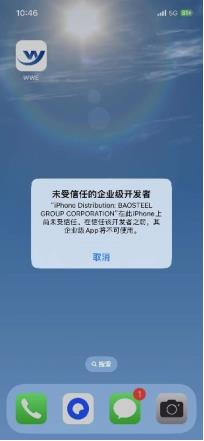 10:46
5G 81+
WWE
未受信任的企业级开发者
“iPhone Distribution: BAOSTEEL
GROUP CORPORATION”在此iPhone上
尚未受信任。在信任该开发者之前，其
企业级 App将不可使用。
取消
搜索
1